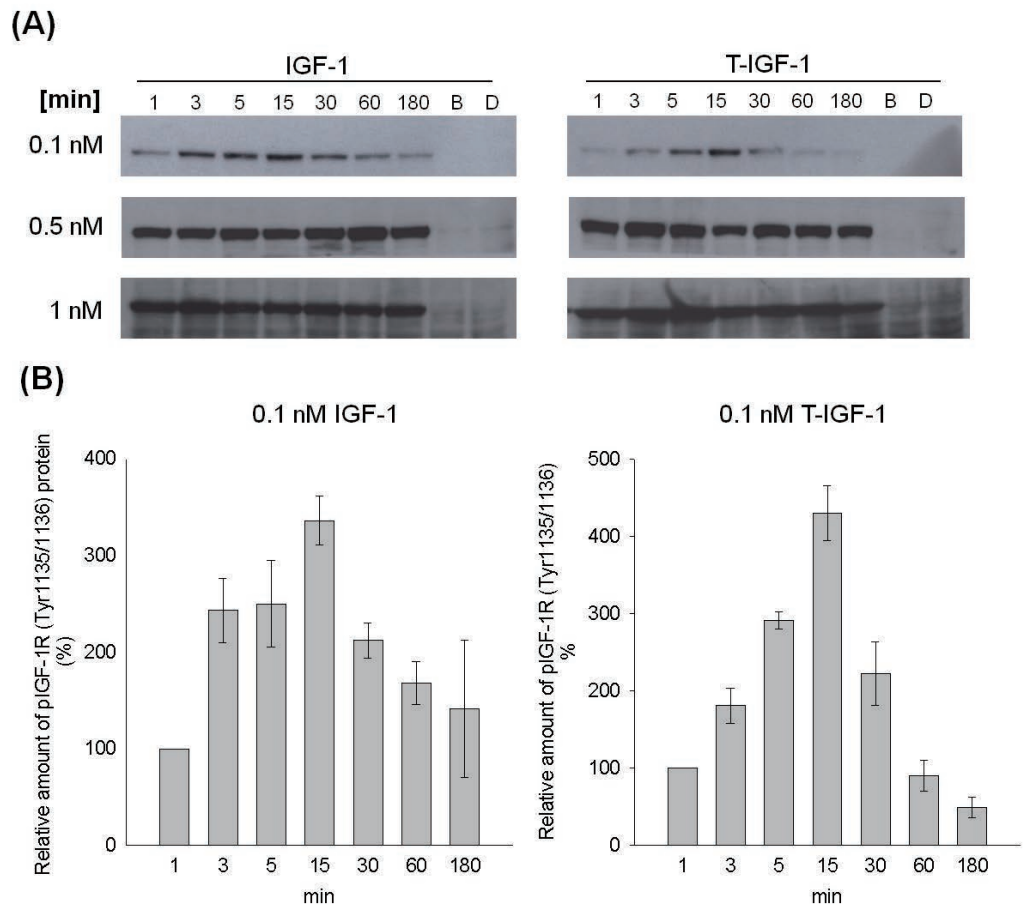 (A)
IGF-1
T-IGF-1
[min] 1 3 5 15 30 60 180 B D 1 3 5 15 30 60 180 B D
0.1 nM
0.5 nM
1 nM
(B)
0.1 nM IGF-1
Relative amount of pIGF-1R (Tyr1135/1136) protein
(%)
400
300
200
100
0
1 3 5 15 30 60 180
min
0.1 nM T-IGF-1
Relative amount of pIGF-1R (Tyr1135/1136)
%
500
400
300
200
100
0
1 3 5 15 30 60 180
min